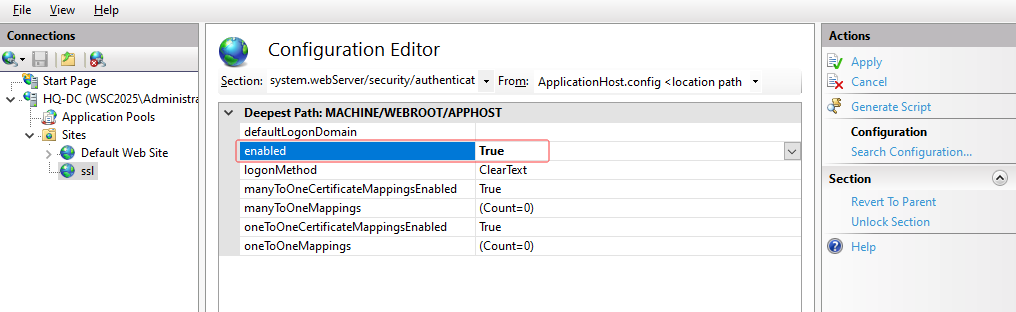 File View Help
Connections
Start Page
HQ-DC (WSC2025\Administra
Application Pools
Sites
Default Web Site
ssl
Configuration Editor
Section: system.webServer/security/authenticat From: ApplicationHost.config <location path
Deepest Path: MACHINE/WEBROOT/APPHOST
defaultLogonDomain
enabled True
logonMethod ClearText
manyToOneCertificateMappingsEnabled True
manyToOneMappings (Count=0)
oneToOneCertificateMappingsEnabled True
oneToOneMappings (Count=0)
Actions
Apply
Cancel
Generate Script
Configuration
Search Configuration...
Section
Revert To Parent
Unlock Section
Help